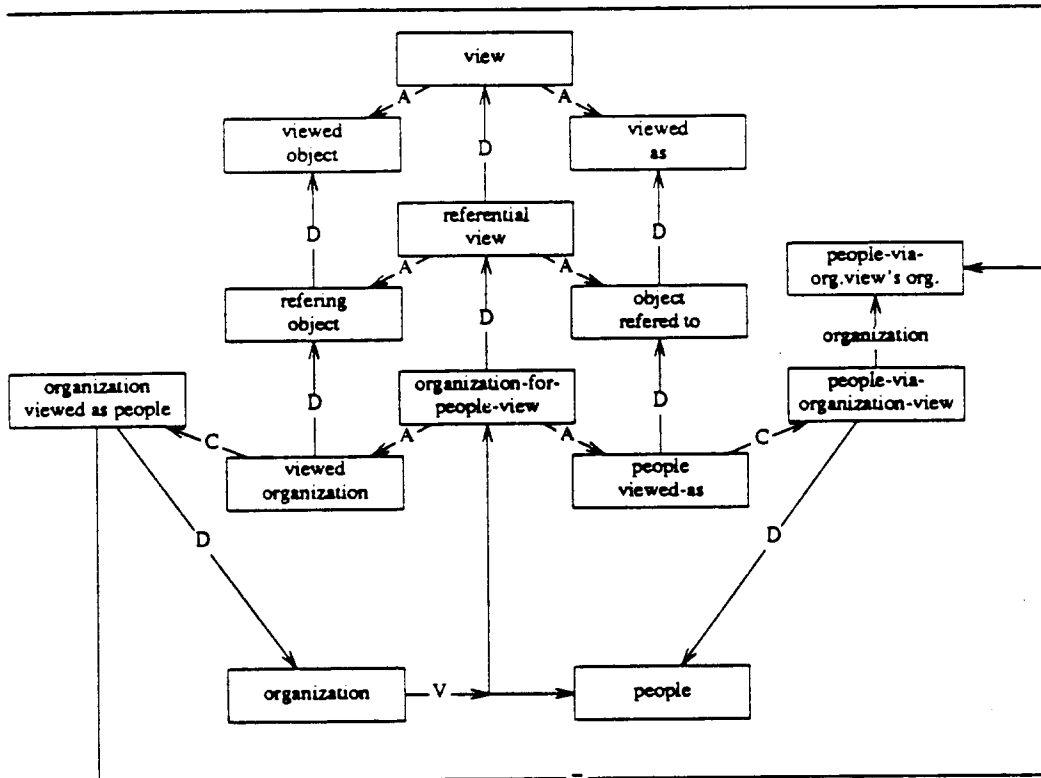 view
A
A
viewed
object
viewed
as
D
D
D
referential
view
A
A
people-via-
org.view's org.
refering
object
object
refered to
D
organization
organization
viewed as people
D
organization-for-
people-view
D
people-via-
organization-view
C
A
A
C
viewed
organization
people
viewed-as
D
D
organization
V
people